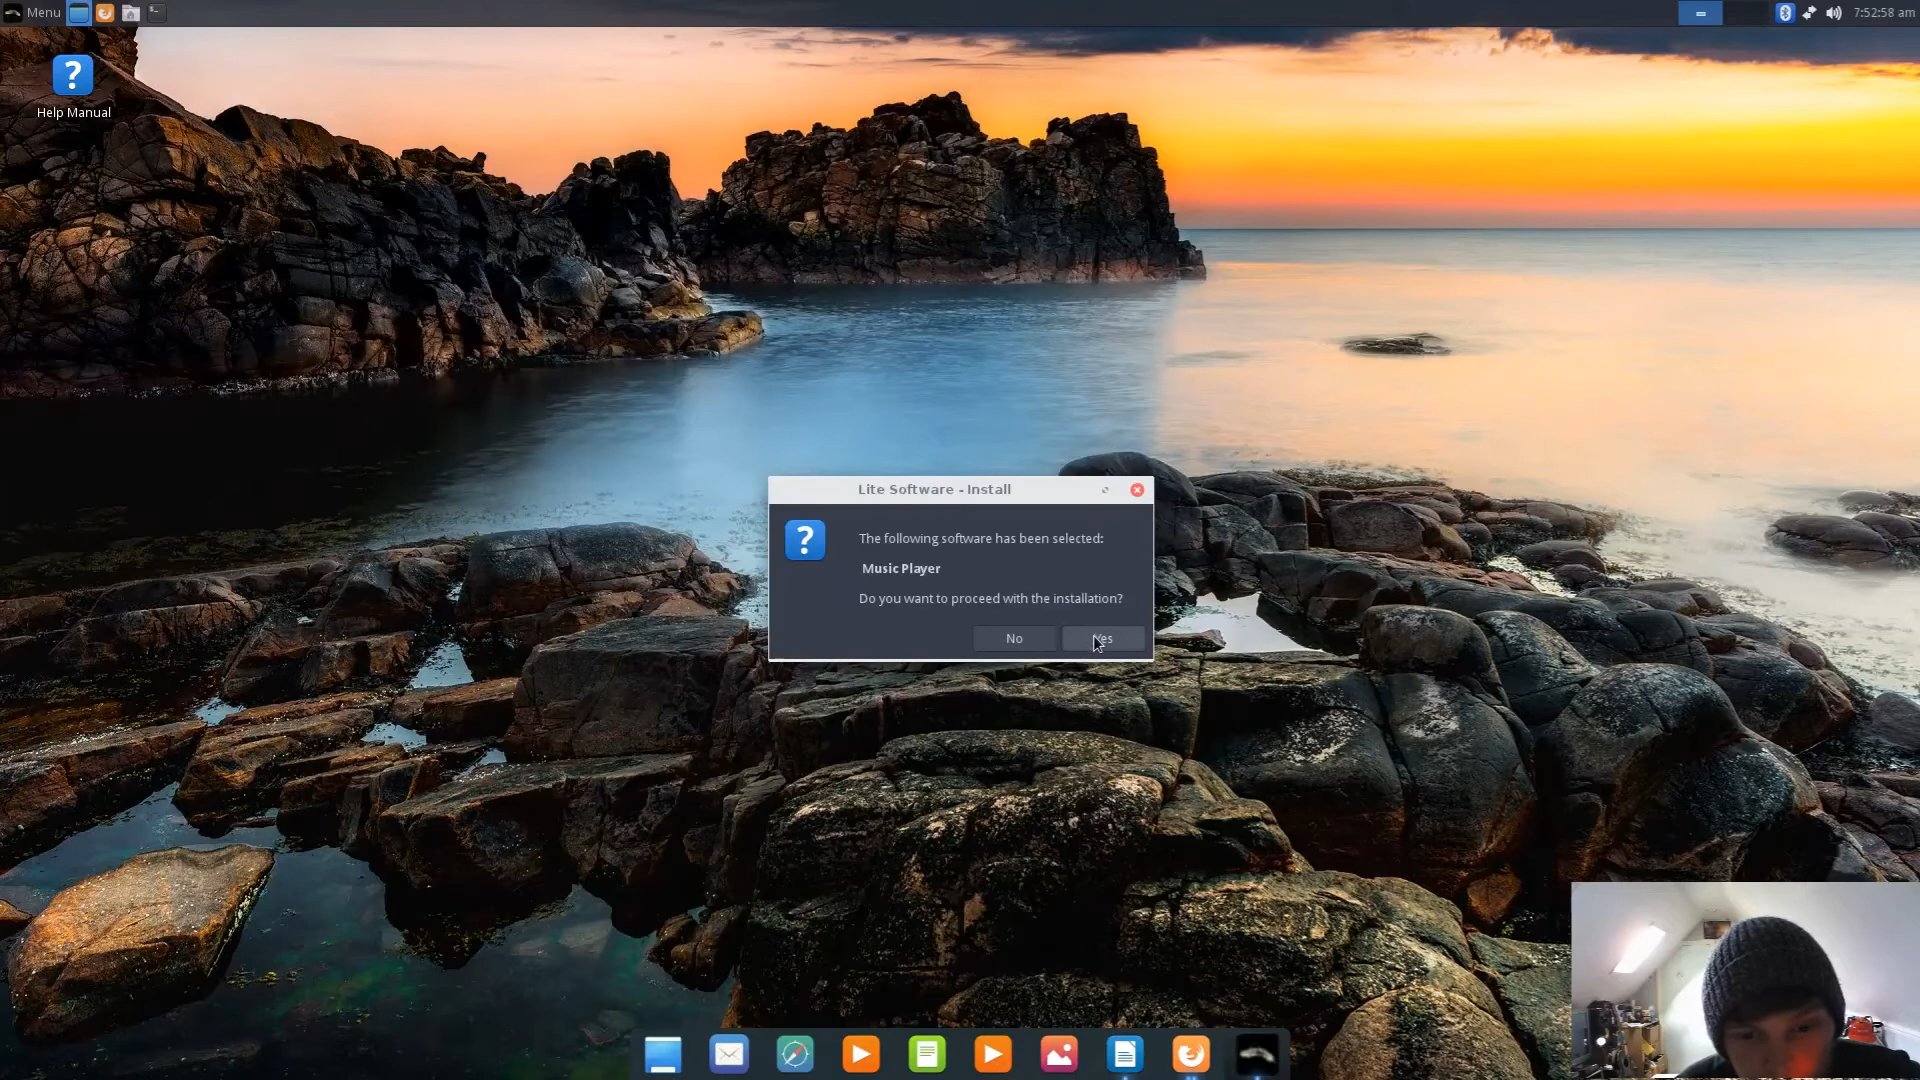 Menu
7:52:58 am
Help Manual
Lite Software - Install
The following software has been selected:
Music Player
Do you want to proceed with the installation?
No
Yes